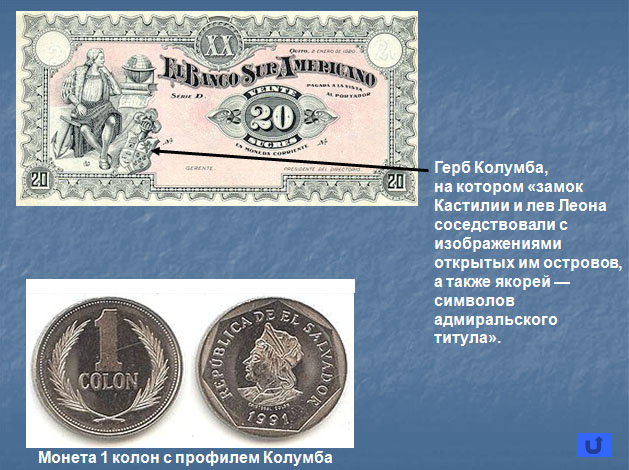 XX
QUITO, 2 ENERO DE 1920.
EL BANCO SUR AMERICANO
SERIE D.
PAGARÁ A LA VISTA
AL PORTADOR
VEINTE
20
SUCRES
EN MONEDA CORRIENTE
GERENTE.
PRESIDENTE DEL DIRECTORIO.
20
20
Герб Колумба,
на котором «замок
Кастилии и лев Леона
соседствовали с
изображениями
открытых им островов,
а также якорей —
символов
адмиральского
титула».
1
COLON
REPUBLICA DE EL SALVADOR
CRISTOBAL COLON
1991
Монета 1 колон с профилем Колумба